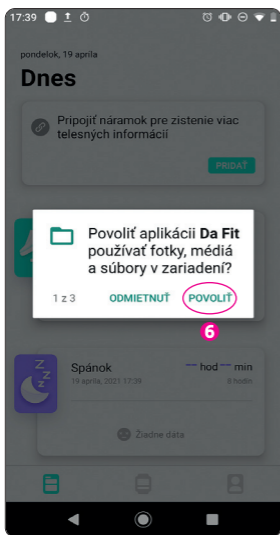 17:39
pondelok, 19 apríla
Dnes
Pripojiť náramok pre zistenie viac
telesných informácií
PRIDAŤ
Povoliť aplikácii Da Fit
používať fotky, médiá
a súbory v zariadení?
1 z 3 ODMIETNUŤ POVOLIŤ
6
Spánok -- hod -- min
19 apríla, 2021 17:39 8 hodín
Žiadne dáta